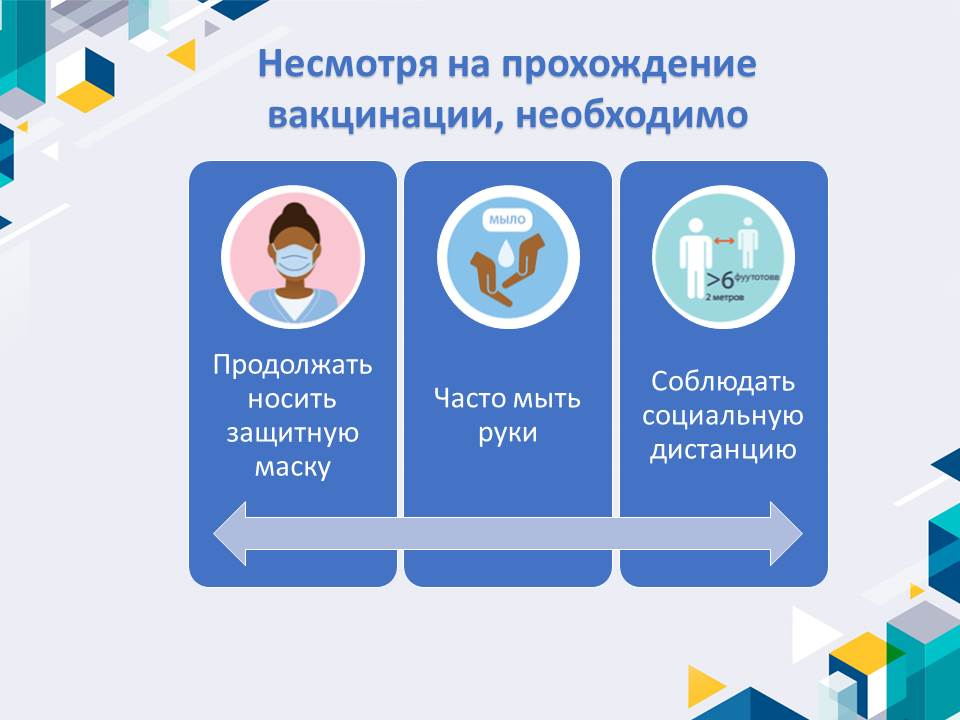 Несмотря на прохождение
вакцинации, необходимо
Продолжать
носить
защитную
маску
МЫЛО
Часто мыть
руки
>6 фуутотовв
2 метров
Соблюдать
социальную
дистанцию